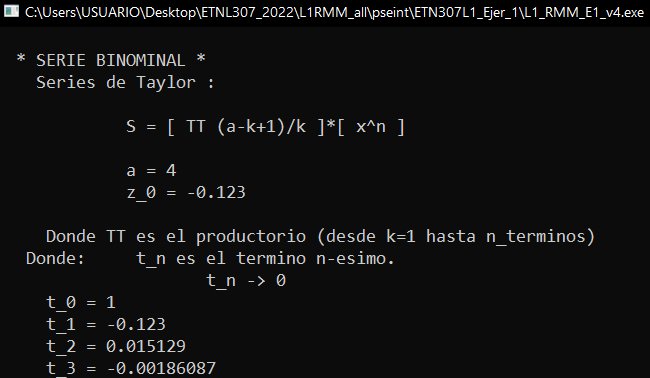 C:\Users\USUARIO\Desktop\ETNL307_2022\L1RMM_all\pseint\ETN307L1_Ejer_1\L1_RMM_E1_v4.exe
* SERIE BINOMINAL *
Series de Taylor :
S = [ TT (a-k+1)/k ]*[ x^n ]
a = 4
z_0 = -0.123
Donde TT es el productorio (desde k=1 hasta n_terminos)
Donde:     t_n es el termino n-esimo.
t_n -> 0
t_0 = 1
t_1 = -0.123
t_2 = 0.015129
t_3 = -0.00186087